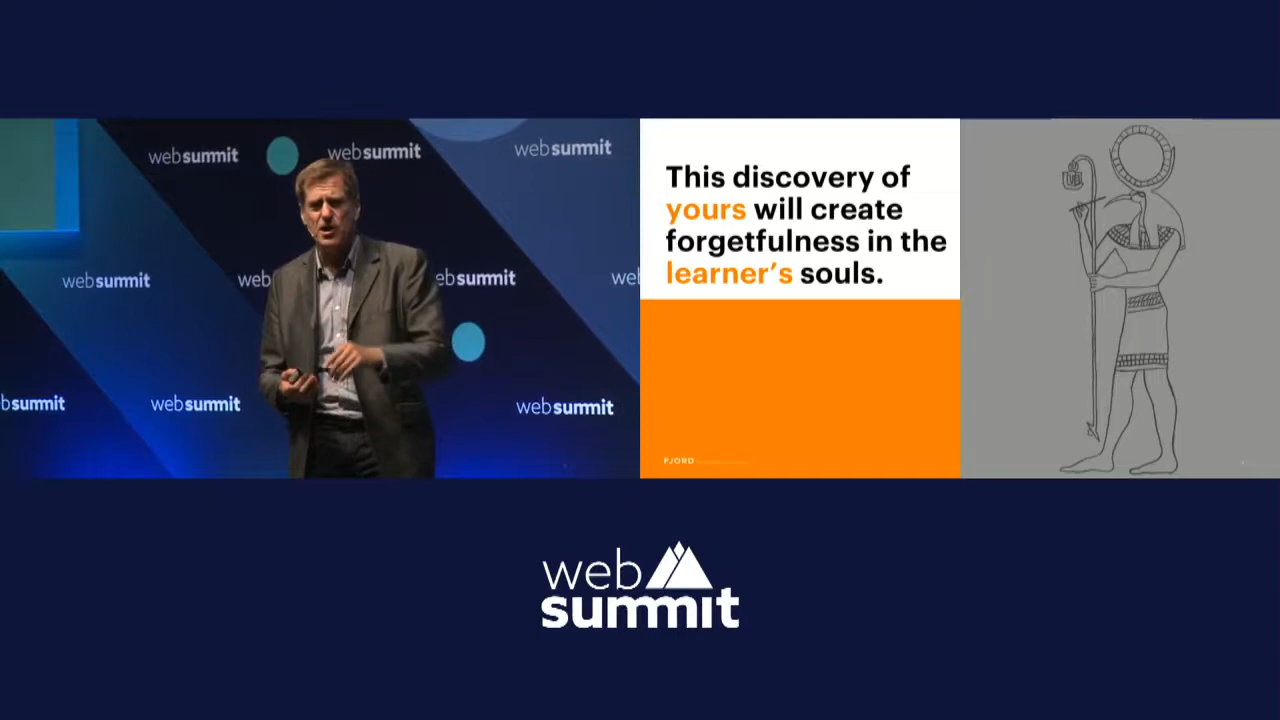 websummit
websummit
websummit
websummit
web
ebsummit
we
bsummit
websummit
websummit
This discovery of
yours will create
forgetfulness in the
learner's souls.
FJORD
web
summit